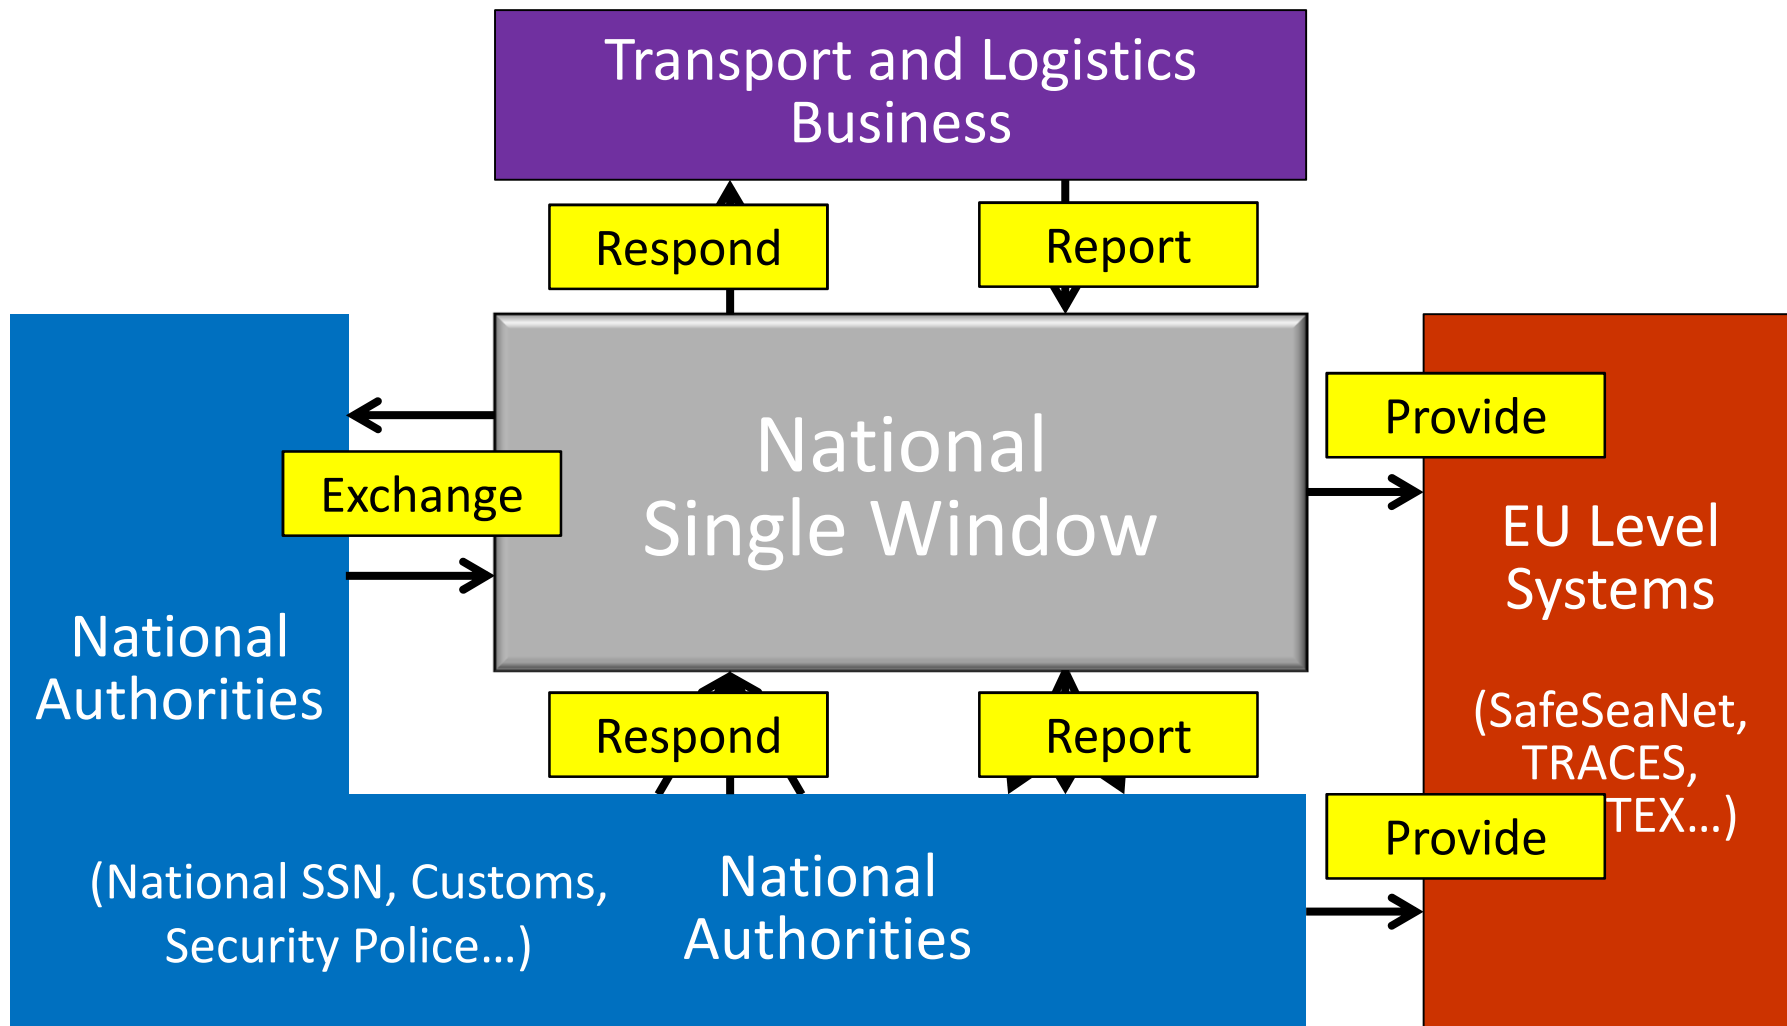 Transport and Logistics
Business
Respond
Report
National
Single Window
Exchange
Provide
EU Level
Systems
(SafeSeaNet,
TRACES,
TEX...)
National
Authorities
Respond
Report
Provide
(National SSN, Customs,
Security Police...)
National
Authorities